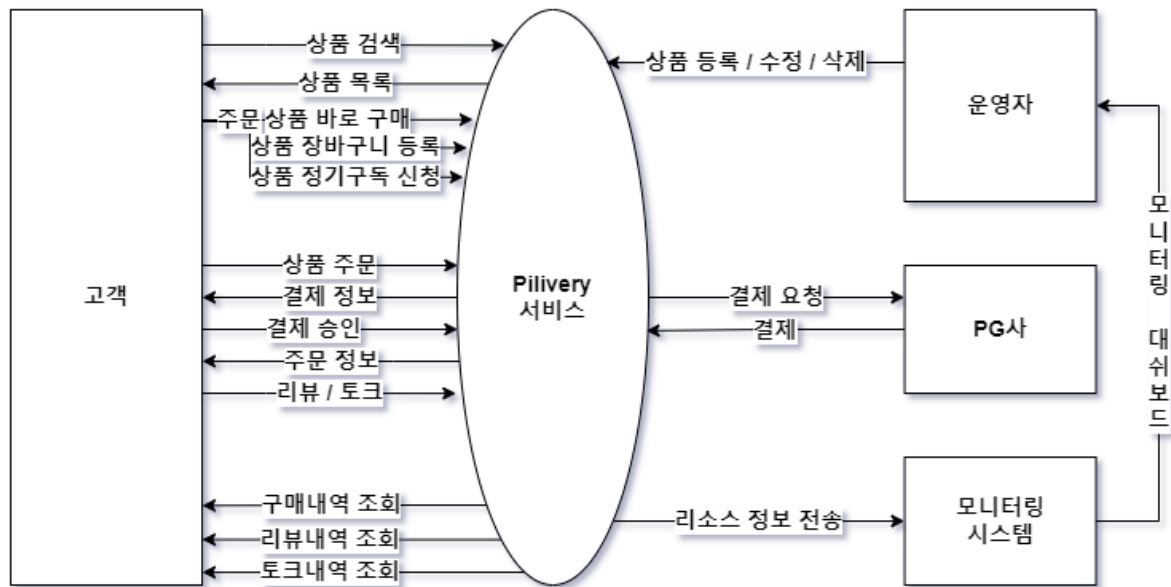 고객
상품 검색
상품 목록
주문 상품 바로 구매
상품 장바구니 등록
상품 정기구독 신청
상품 주문
결제 정보
결제 승인
주문 정보
리뷰 / 토크
구매내역 조회
리뷰내역 조회
토크내역 조회
Pilivery
서비스
상품 등록 / 수정 / 삭제
운영자
결제 요청
결제
PG사
리소스 정보 전송
모니터링
시스템
모니터링 대쉬보드